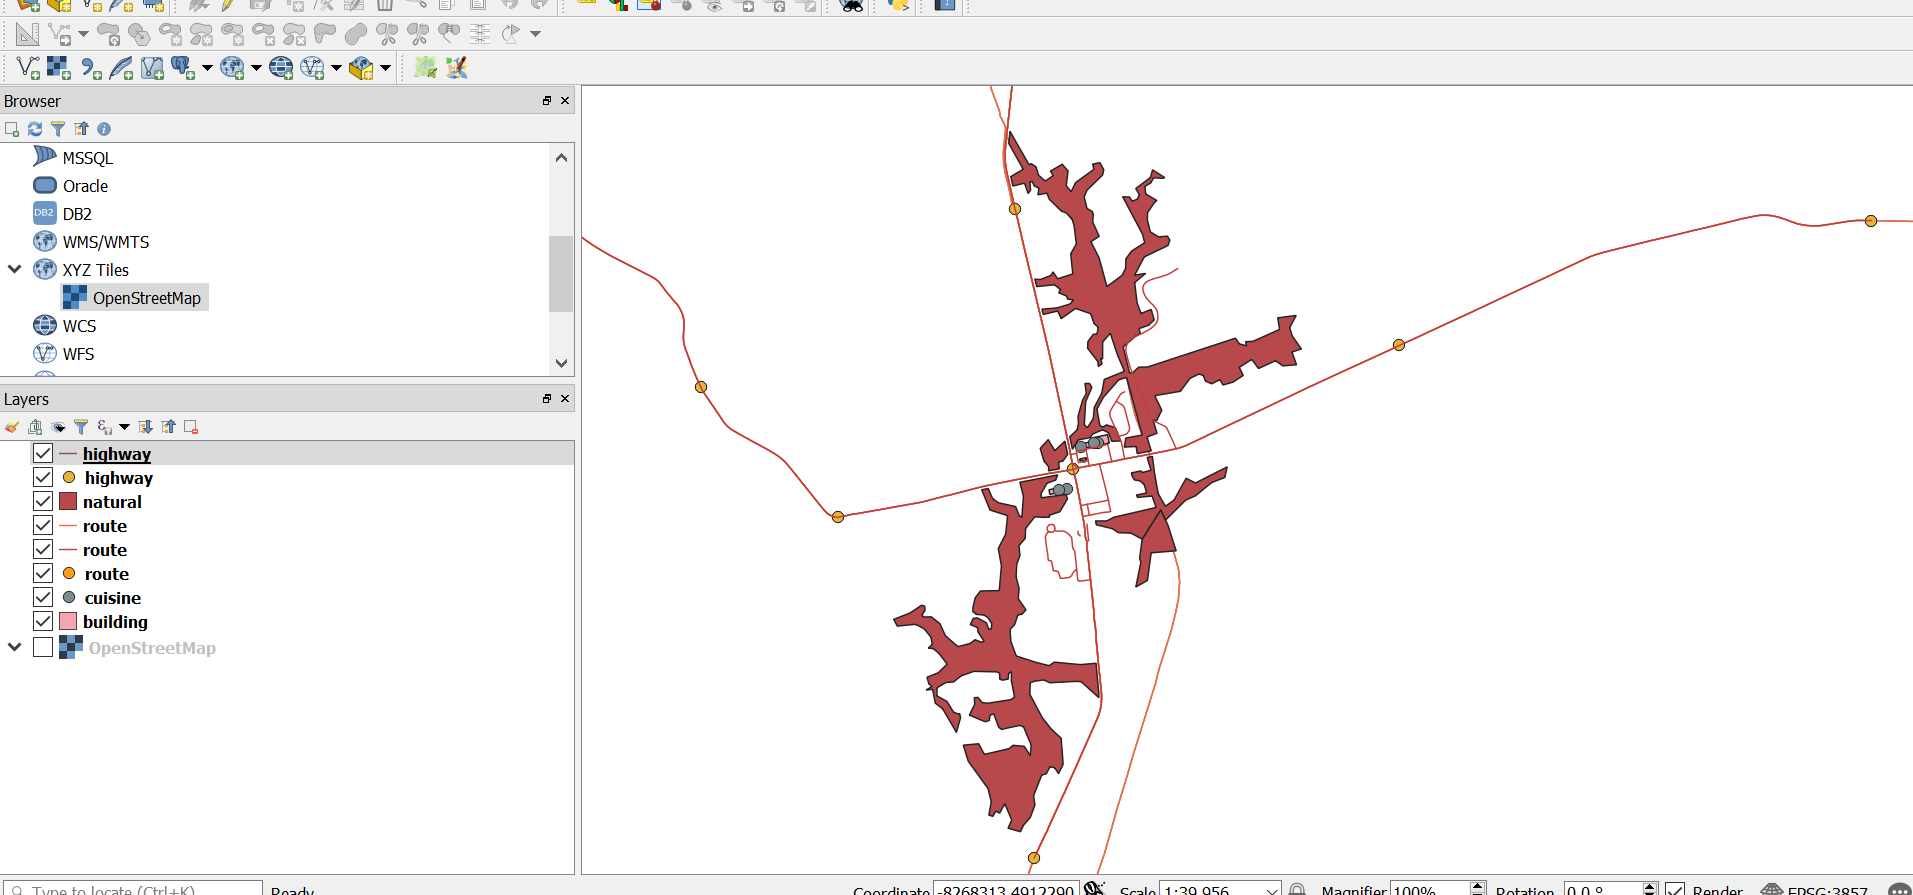 Browser
MSSQL
Oracle
DB2 DB2
WMS/WMTS
XYZ Tiles
OpenStreetMap
WCS
WFS
Layers
highway
highway
natural
route
route
route
cuisine
building
OpenStreetMap
Type to locate (Ctrl+K) Ready Coordinate -8268313,4912290 Scale 1:39,956 Magnifier 100% Rotation 0.0 ° Render EPSG:3857